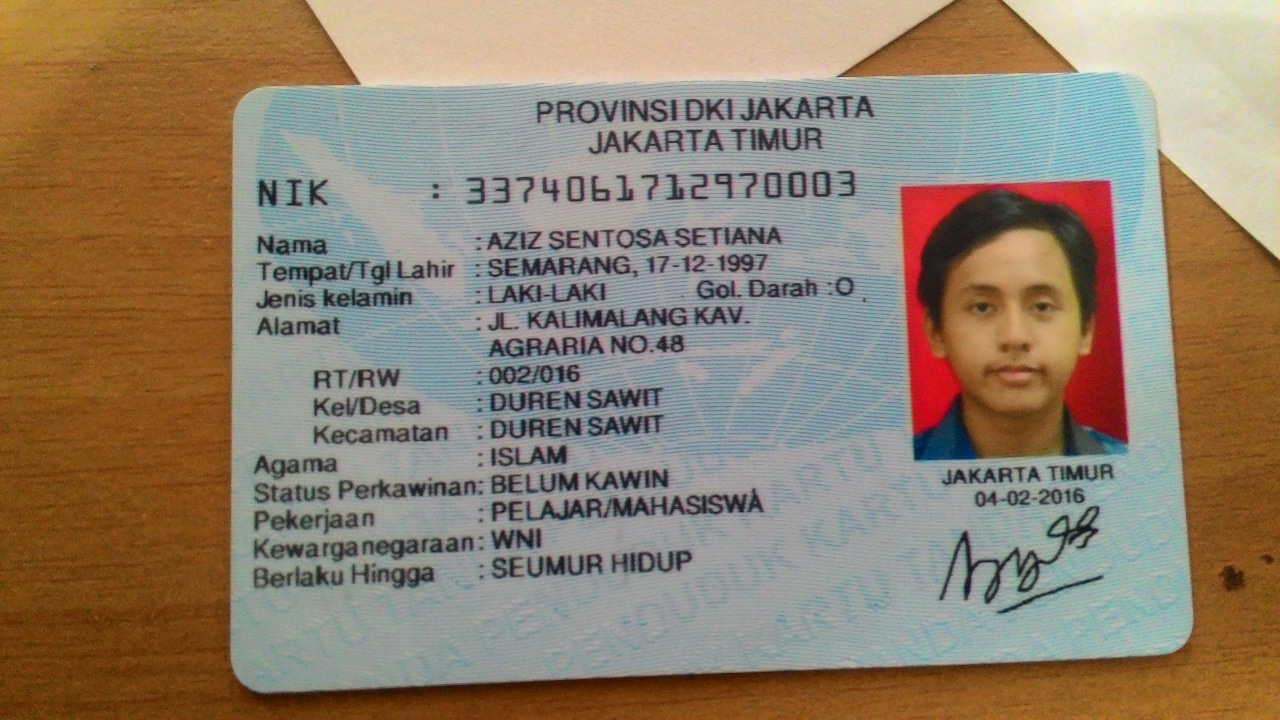 PROVINSI DKI JAKARTA
JAKARTA TIMUR
NIK : 3374061712970003
Nama : AZIZ SENTOSA SETIANA
Tempat/Tgl Lahir : SEMARANG, 17-12-1997
Jenis kelamin : LAKI-LAKI Gol. Darah : O
Alamat : JL. KALIMALANG KAV.
AGRARIA NO.48
RT/RW : 002/016
Kel/Desa : DUREN SAWIT
Kecamatan : DUREN SAWIT
Agama : ISLAM
Status Perkawinan: BELUM KAWIN
Pekerjaan : PELAJAR/MAHASISWA
Kewarganegaraan: WNI
Berlaku Hingga : SEUMUR HIDUP
JAKARTA TIMUR
04-02-2016